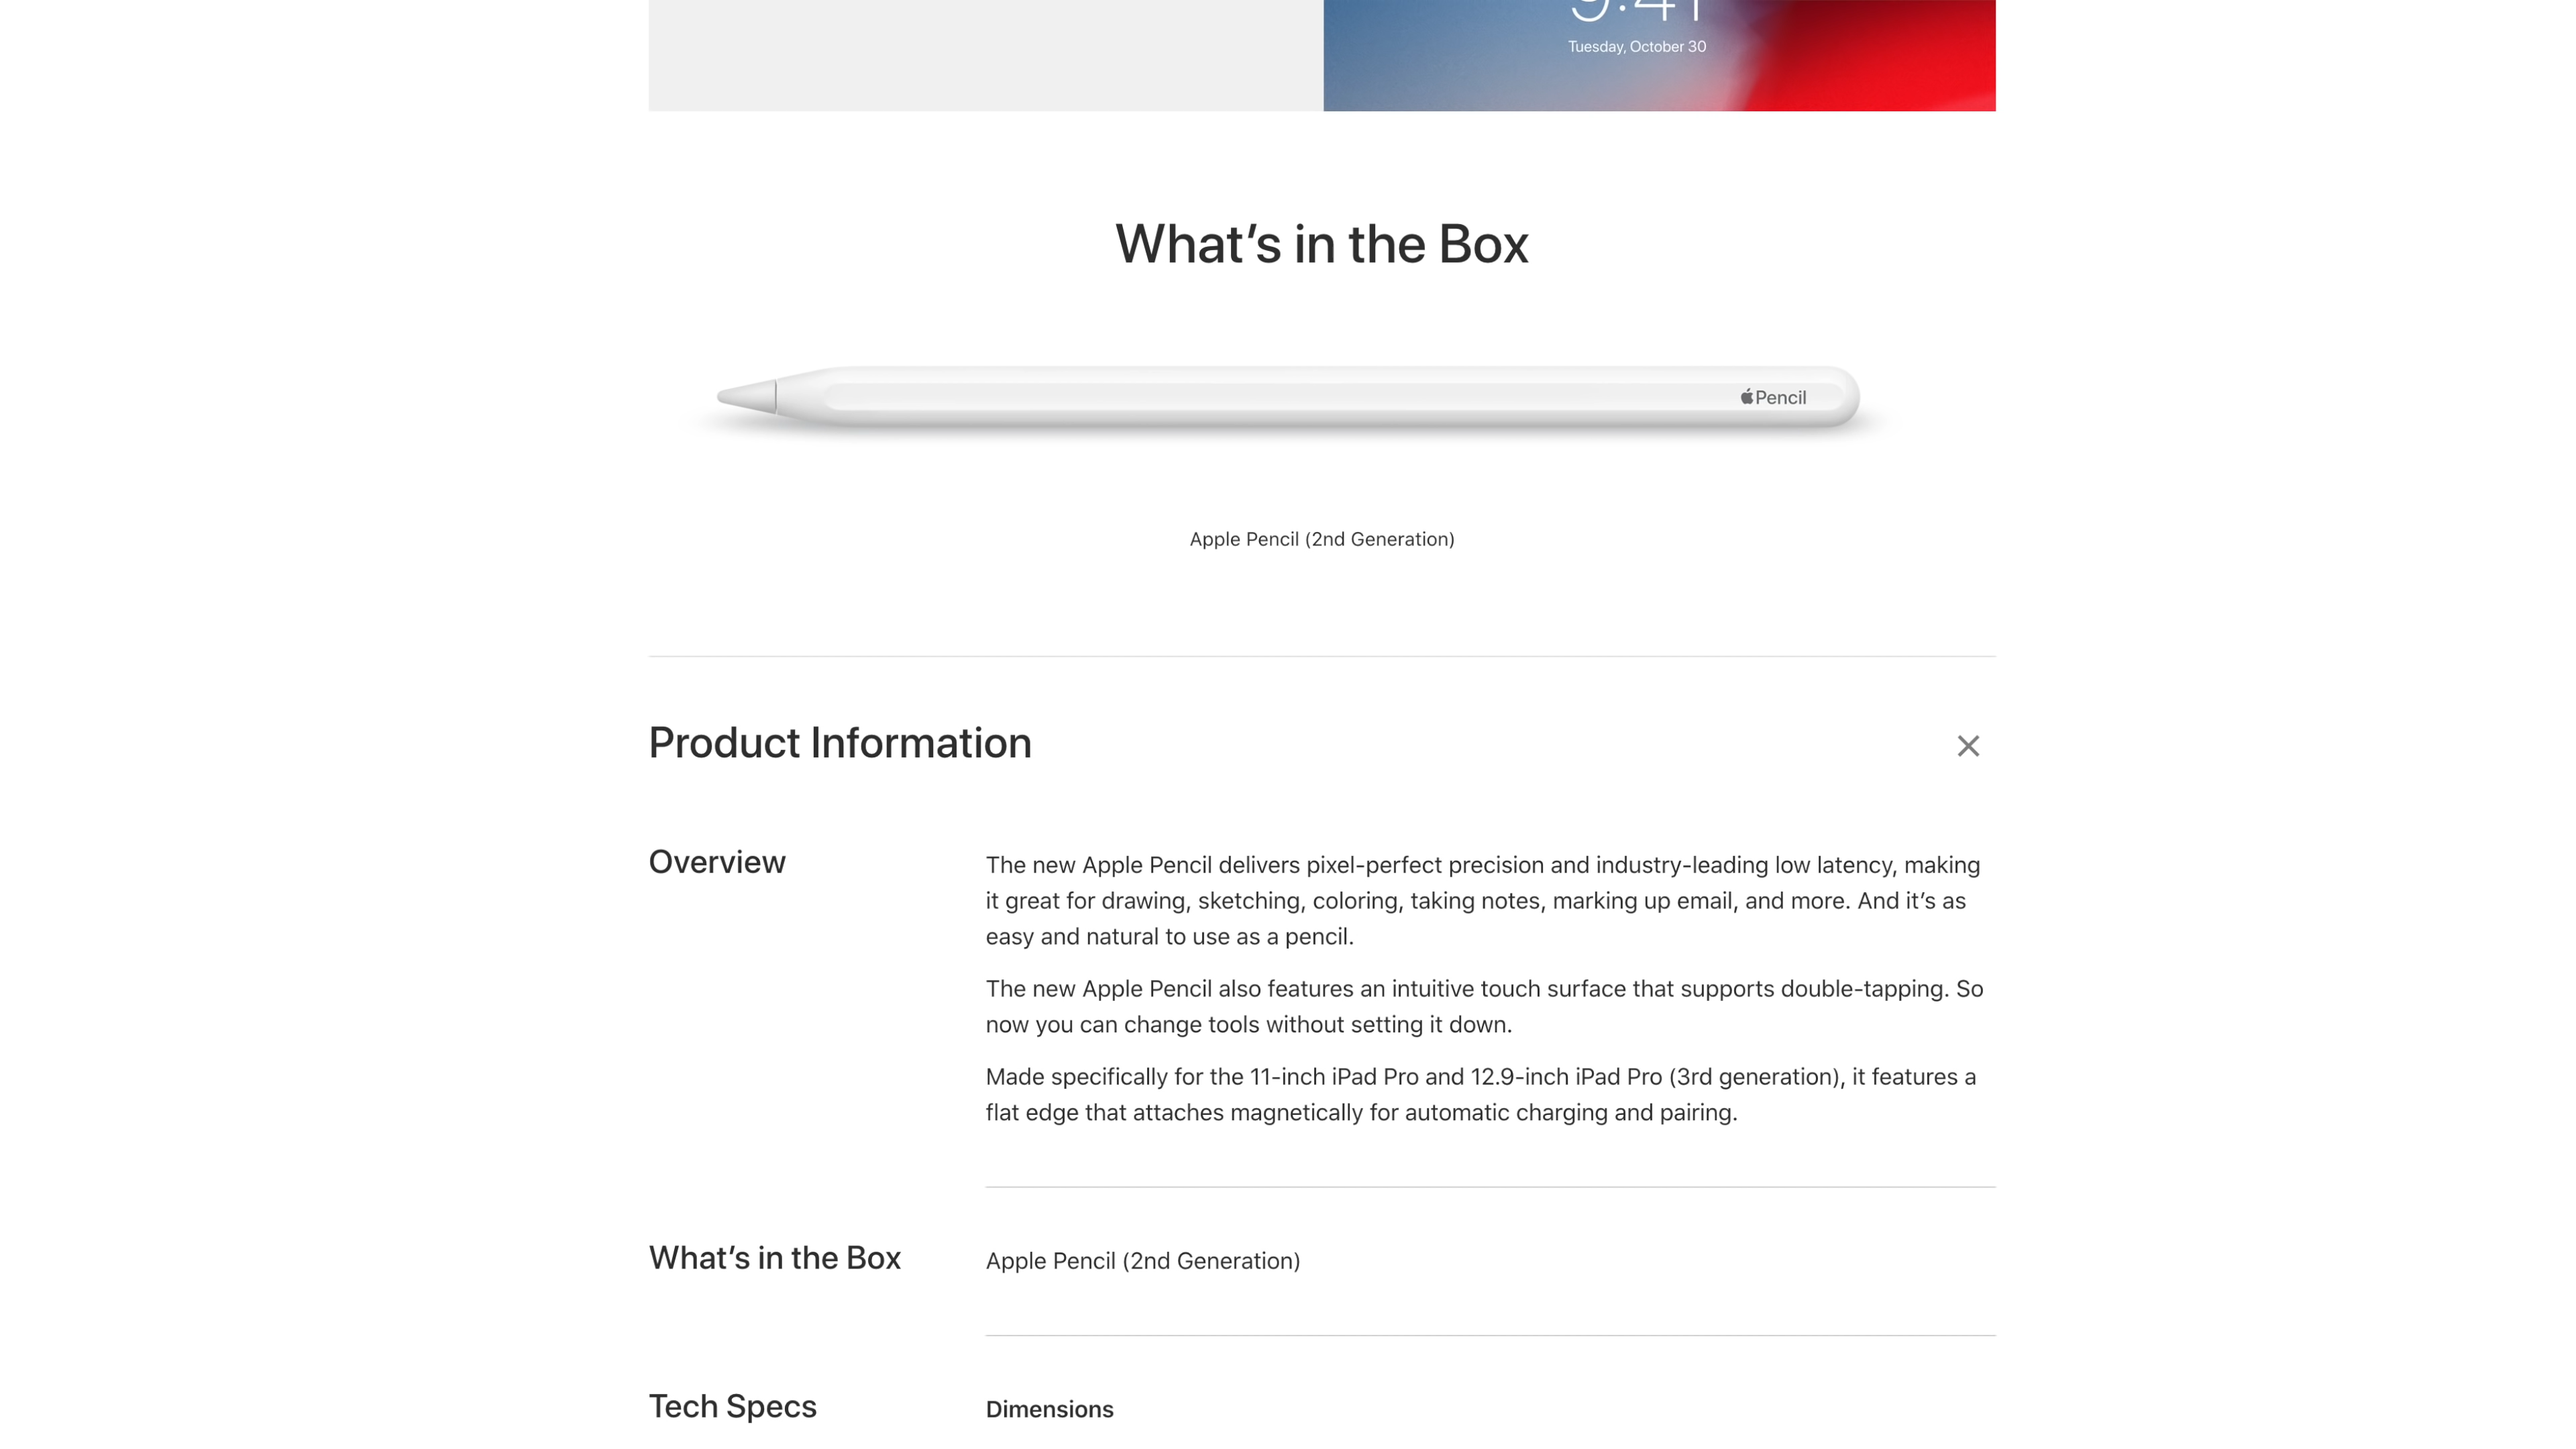 9:41
Tuesday, October 30
What’s in the Box
Pencil
Apple Pencil (2nd Generation)
Product Information
Overview
The new Apple Pencil delivers pixel-perfect precision and industry-leading low latency, making
it great for drawing, sketching, coloring, taking notes, marking up email, and more. And it’s as
easy and natural to use as a pencil.
The new Apple Pencil also features an intuitive touch surface that supports double-tapping. So
now you can change tools without setting it down.
Made specifically for the 11-inch iPad Pro and 12.9-inch iPad Pro (3rd generation), it features a
flat edge that attaches magnetically for automatic charging and pairing.
What’s in the Box
Apple Pencil (2nd Generation)
Tech Specs
Dimensions